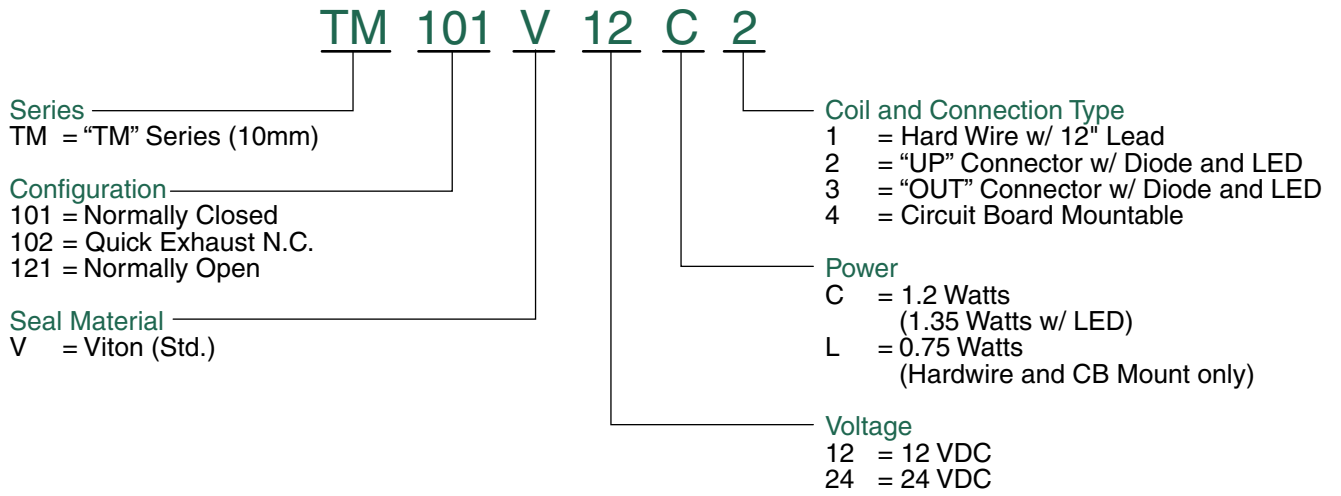 TM 101 V 12 C 2
Series
TM = “TM” Series (10mm)
Configuration
101 = Normally Closed
102 = Quick Exhaust N.C.
121 = Normally Open
Seal Material
V = Viton (Std.)
Coil and Connection Type
1 = Hard Wire w/ 12" Lead
2 = “UP” Connector w/ Diode and LED
3 = “OUT” Connector w/ Diode and LED
4 = Circuit Board Mountable
Power
C = 1.2 Watts
(1.35 Watts w/ LED)
L = 0.75 Watts
(Hardwire and CB Mount only)
Voltage
12 = 12 VDC
24 = 24 VDC